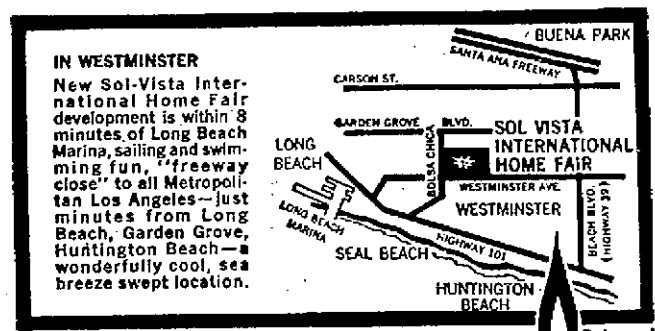 IN WESTMINSTER
New Sol-Vista Inter-
national Home Fair
development is within 8
minutes of Long Beach
Marina, sailing and swim-
ming fun, "freeway
close" to all Metropoli-
tan Los Angeles—just
minutes from Long
Beach, Garden Grove,
Huntington Beach—a
wonderfully cool, sea
breeze swept location.
BUENA PARK
SANTA ANA FREEWAY
CARSON ST.
GARDEN GROVE BLVD.
SOL VISTA
INTERNATIONAL
HOME FAIR
LONG
BEACH
BOLSA CHICA
WESTMINSTER AVE.
WESTMINSTER
BEACH BLVD.
(HIGHWAY 39)
LONG BEACH
MARINA
HIGHWAY 101
SEAL BEACH
HUNTINGTON
BEACH